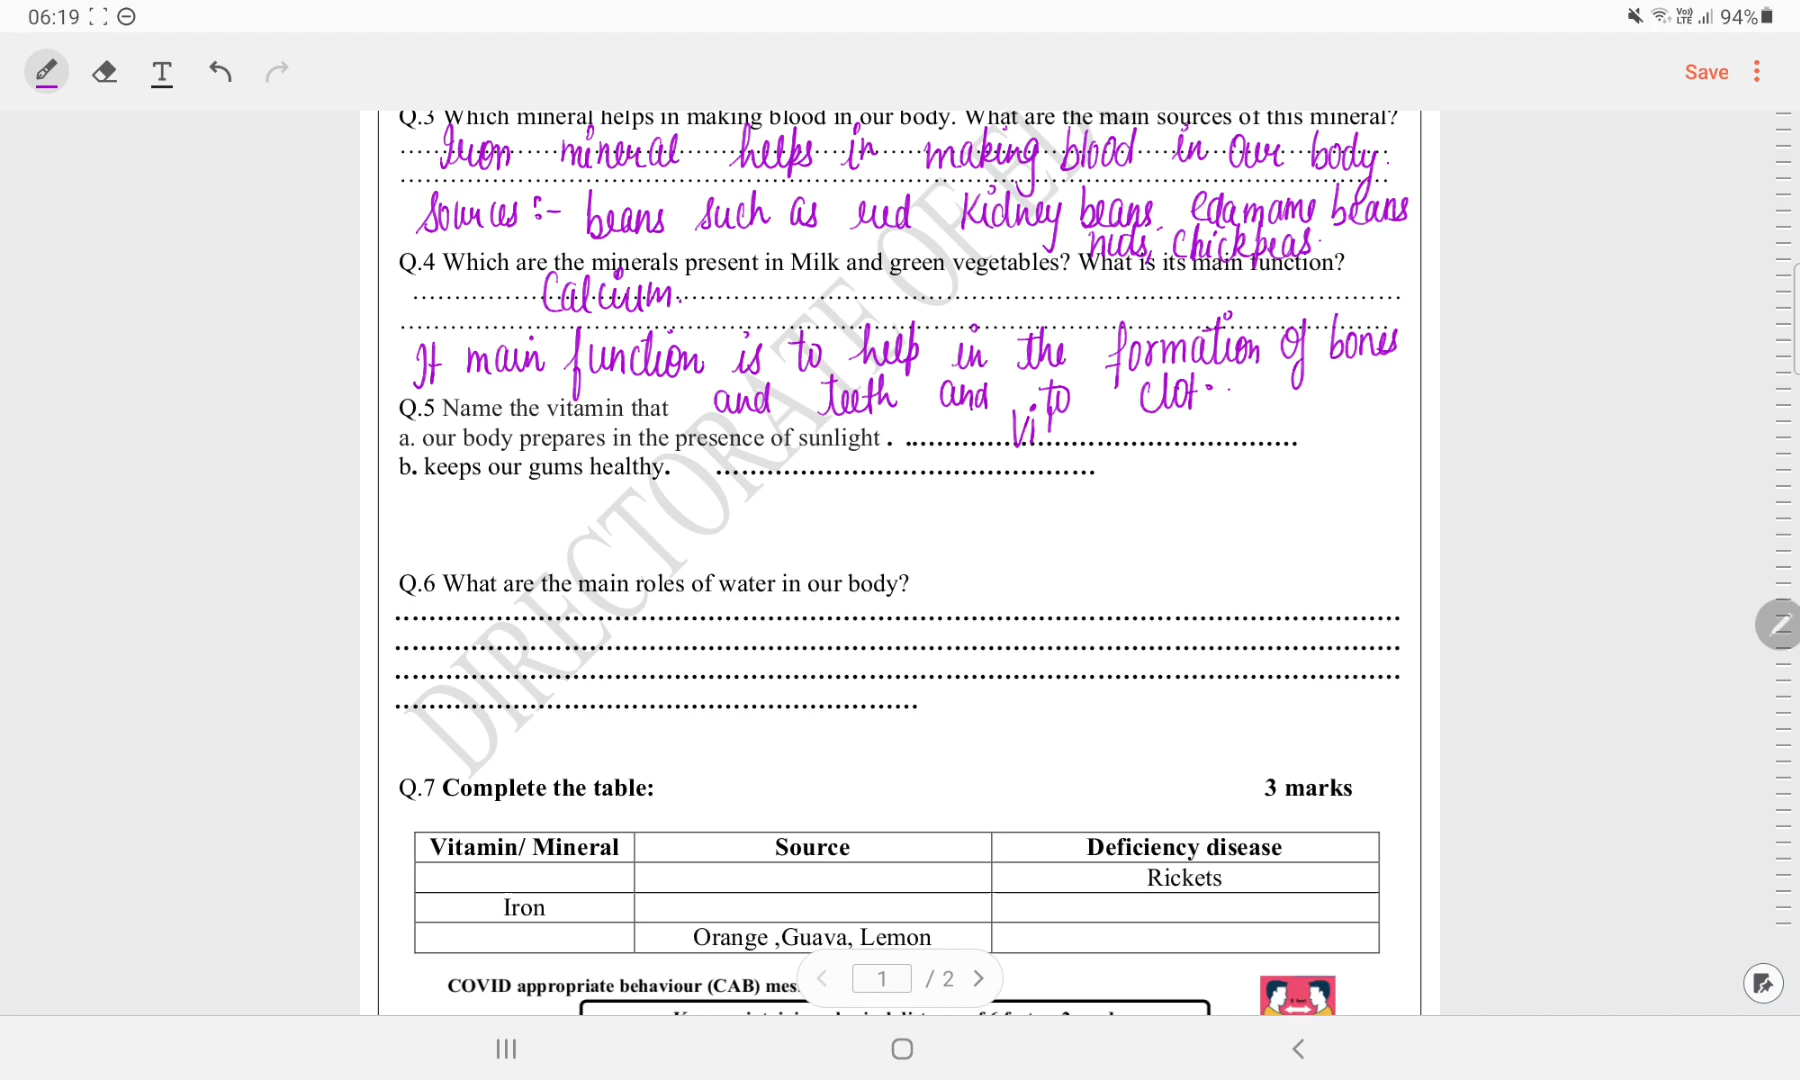 06:19
Vo))
LTE
94%
T
Save
Q.3 Which mineral helps in making blood in our body. What are the main sources of this mineral?
Iron mineral helps in making blood in our body.
Sources :- beans such as red Kidney beans, edamame beans
nuts, chickpeas.
Q.4 Which are the minerals present in Milk and green vegetables? What is its main function?
Calcium.
It main function is to help in the formation of bones
and teeth and to clot.
Q.5 Name the vitamin that
a. our body prepares in the presence of sunlight . Vi
b. keeps our gums healthy.
Q.6 What are the main roles of water in our body?
Q.7 Complete the table: 3 marks
Vitamin/ Mineral Source Deficiency disease
Rickets
Iron
Orange ,Guava, Lemon
1 / 2
COVID appropriate behaviour (CAB) mes
DIRECTORATE OF